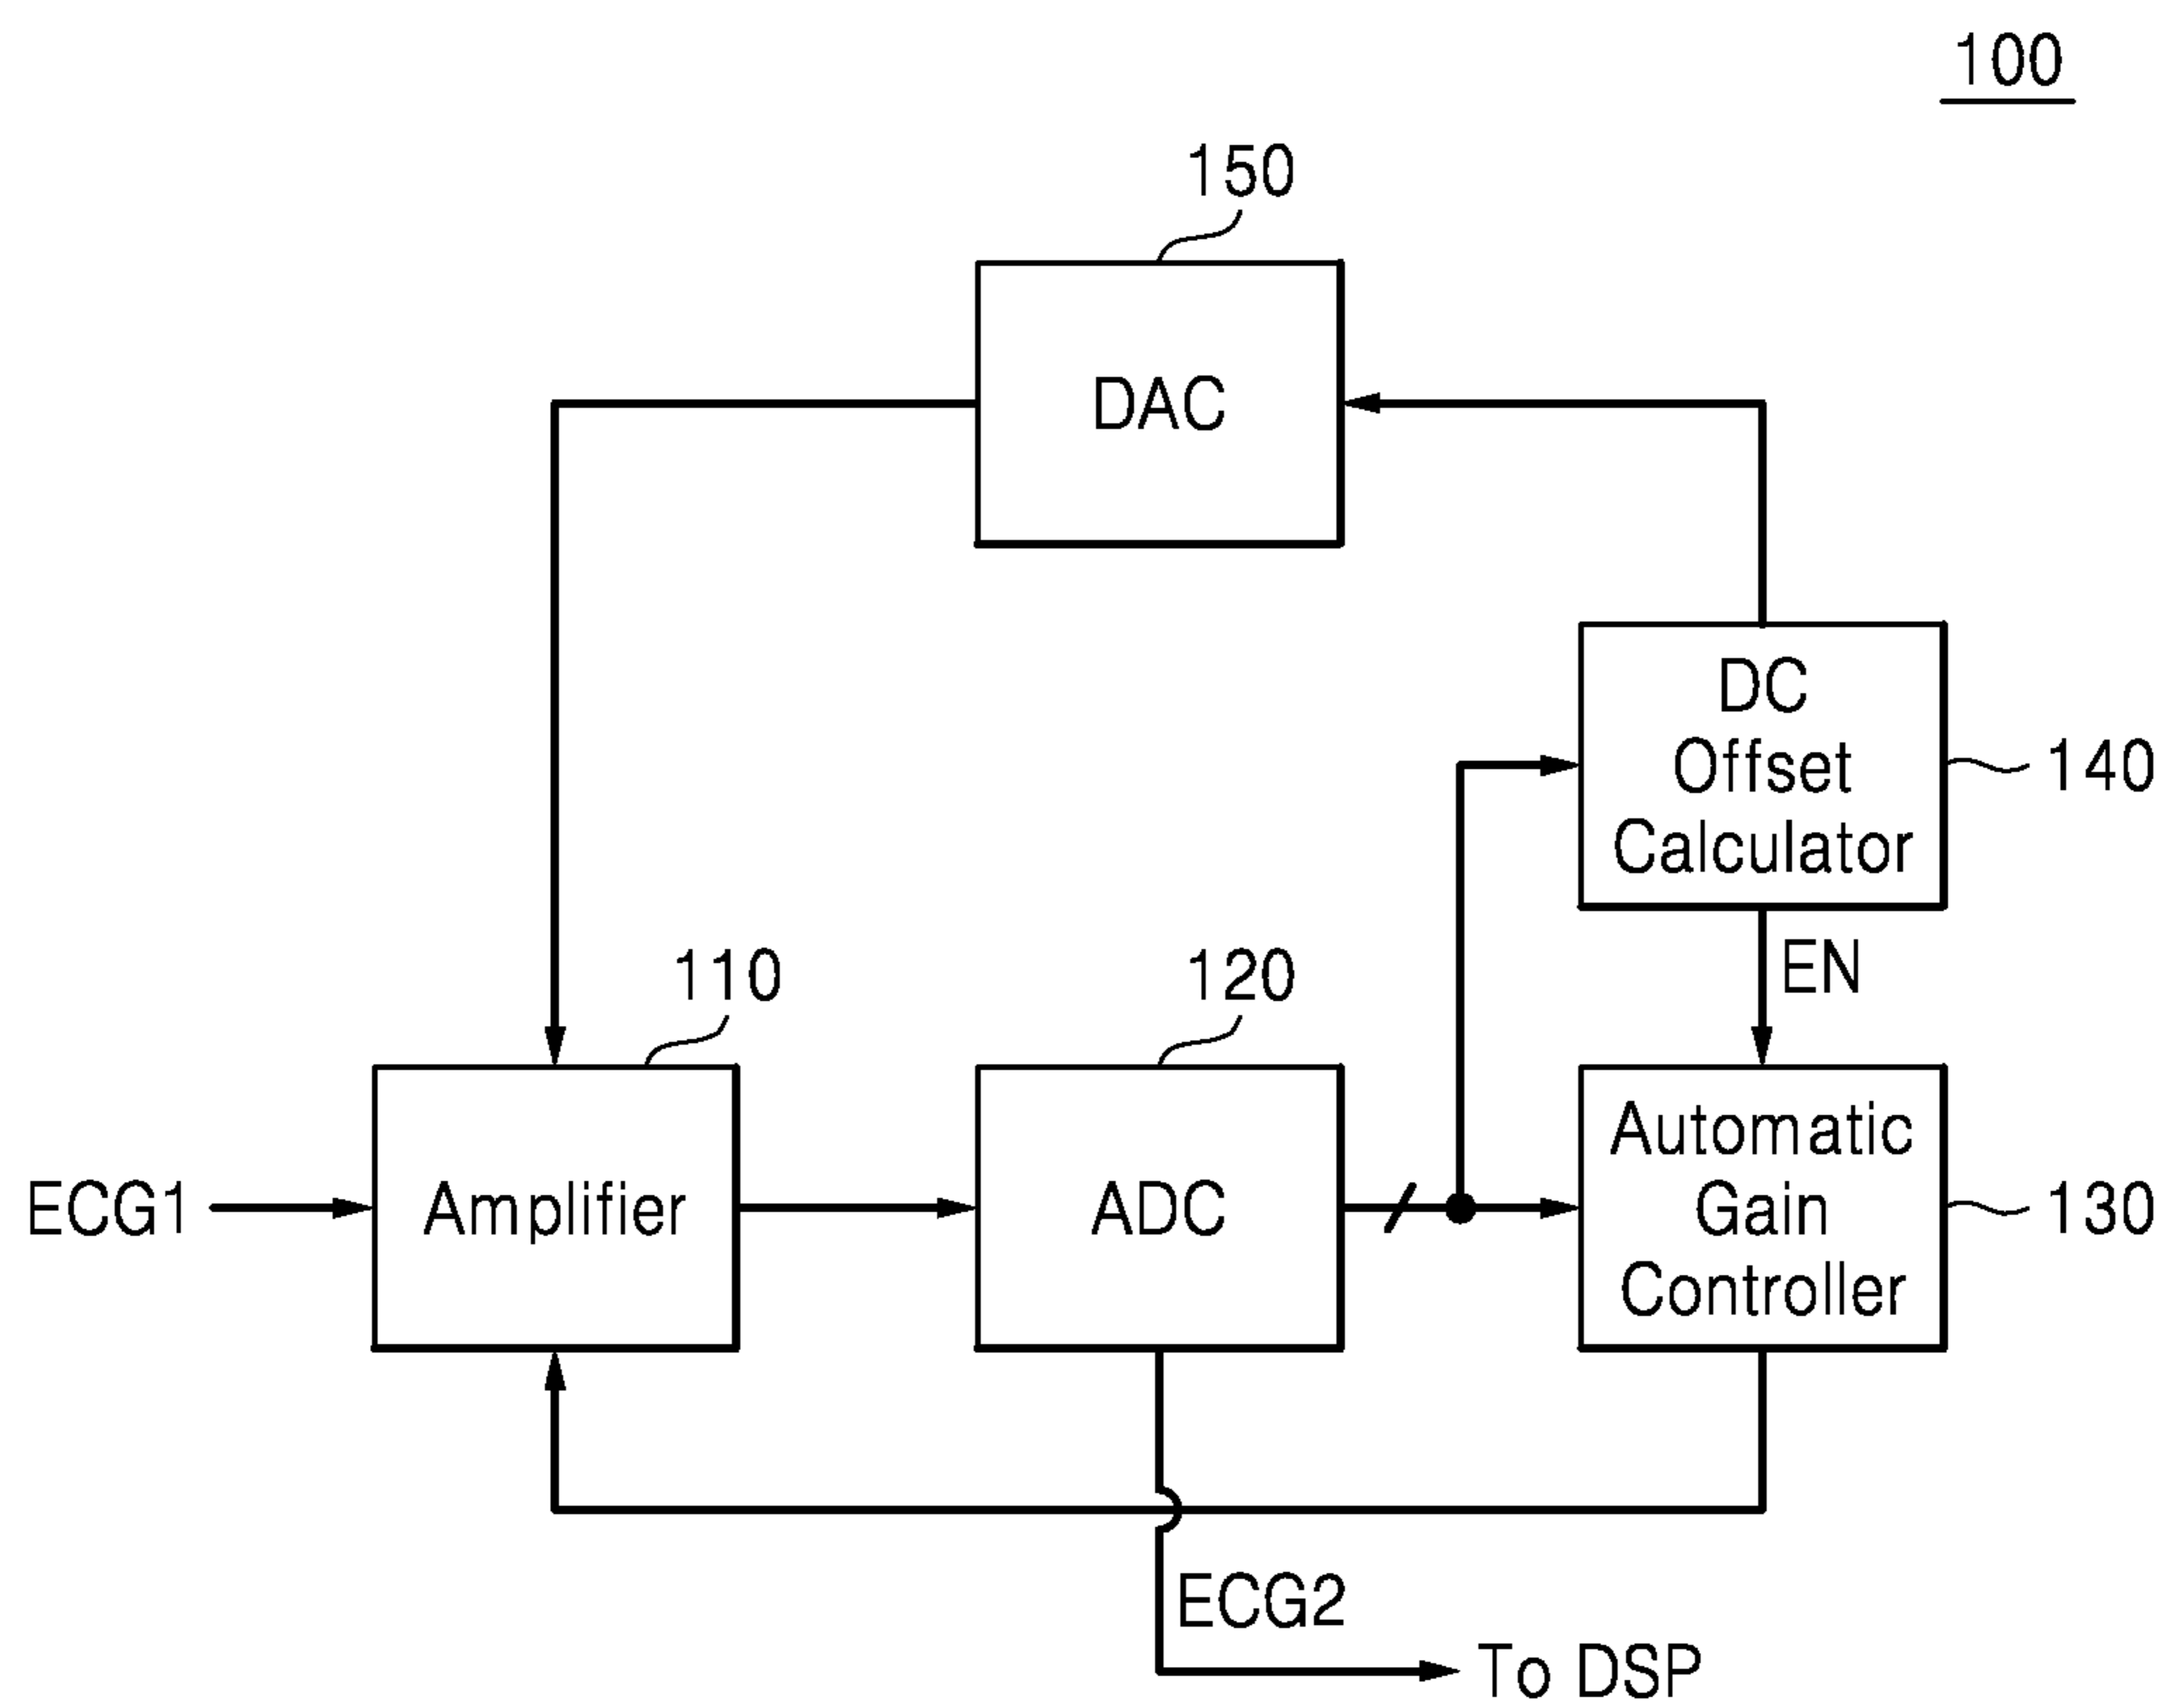 100
150
DAC
DC
Offset
Calculator
140
EN
110
120
ECG1
Amplifier
ADC
Automatic
Gain
Controller
130
ECG2
To DSP